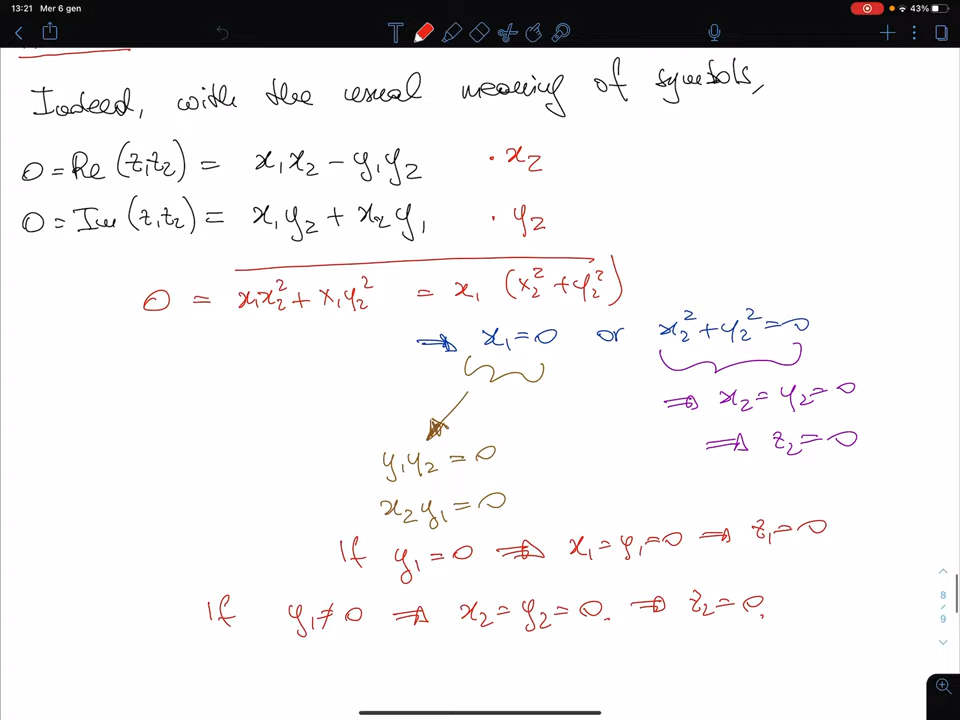 13:21 Mer 6 gen 43%
Indeed, with the usual meaning of symbols,
0 = Re (z₁z₂) = x₁x₂ − y₁y₂ · x₂
0 = Im (z₁z₂) = x₁y₂ + x₂y₁ · y₂
0 = x₁x₂² + x₁y₂² = x₁ (x₂² + y₂²)
⇒ x₁ = 0 or x₂² + y₂² = 0
⇒ x₂ = y₂ = 0
⇒ z₂ = 0
y₁y₂ = 0
x₂y₁ = 0
If y₁ = 0 ⇒ x₁ = y₁ = 0 ⇒ z₁ = 0
If y₁ ≠ 0 ⇒ x₂ = y₂ = 0. ⇒ z₂ = 0.
8 / 9